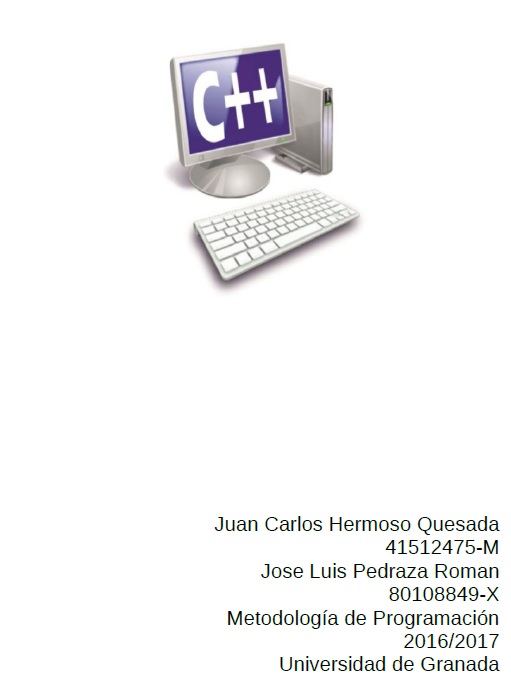 C++
Juan Carlos Hermoso Quesada
41512475-M
Jose Luis Pedraza Roman
80108849-X
Metodología de Programación
2016/2017
Universidad de Granada